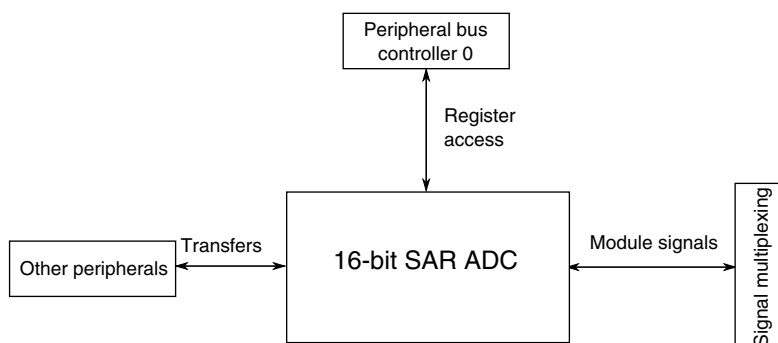 Peripheral bus
controller 0
Register
access
Transfers
Other peripherals
16-bit SAR ADC
Module signals
Signal multiplexing